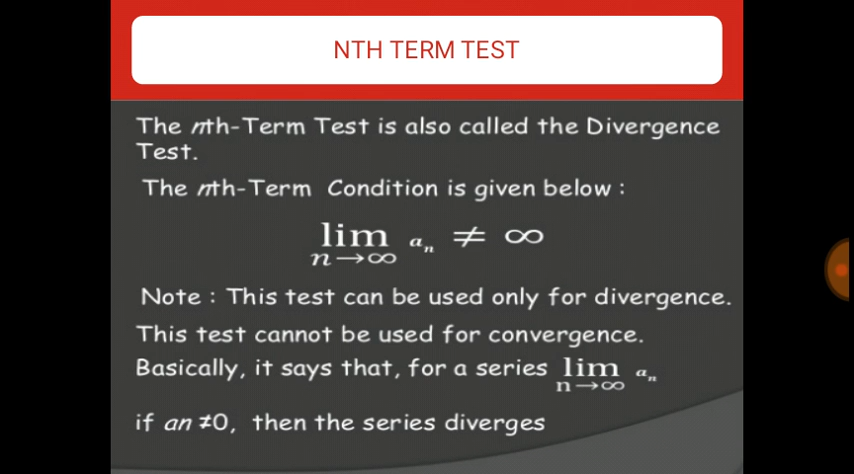 NTH TERM TEST
The nth-Term Test is also called the Divergence
Test.
The nth-Term Condition is given below :
lim aₙ ≠ ∞
n→∞
Note : This test can be used only for divergence.
This test cannot be used for convergence.
Basically, it says that, for a series lim aₙ
n→∞
if an ≠0, then the series diverges